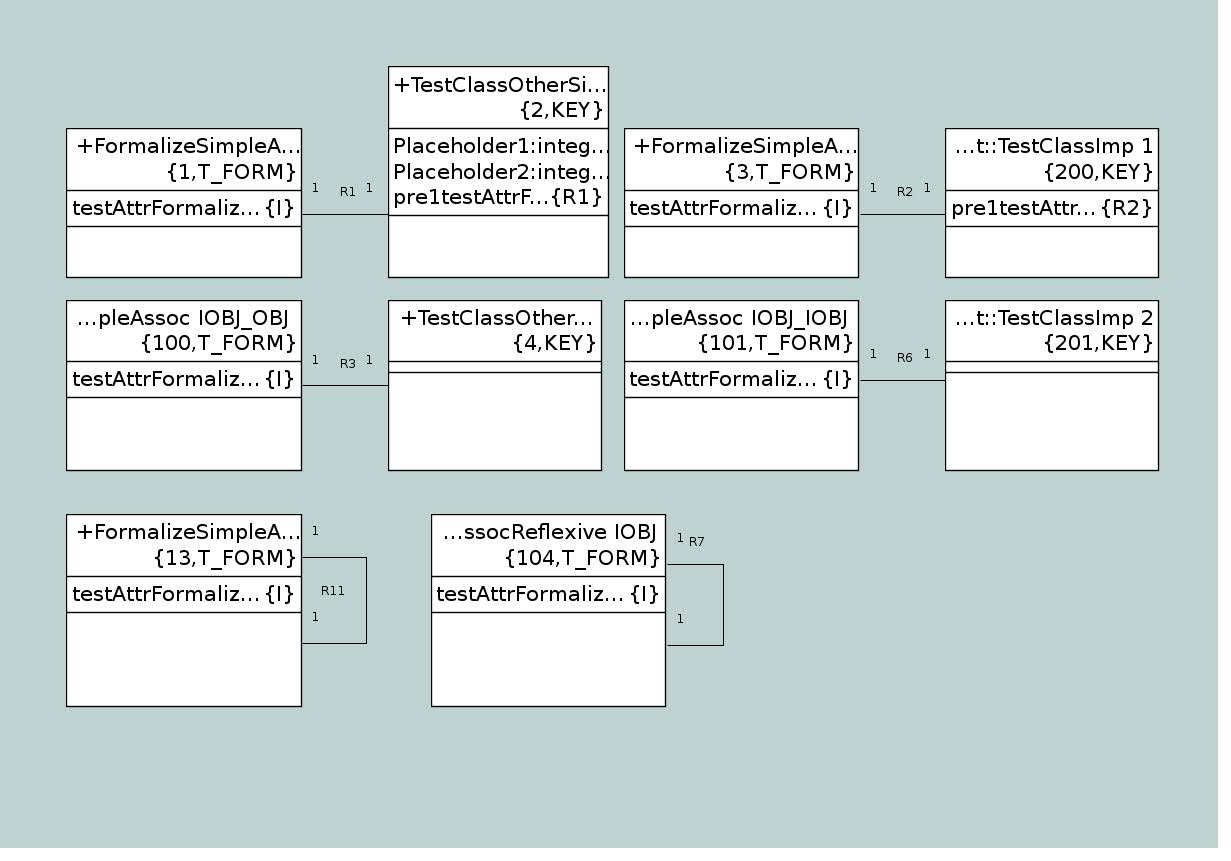 +TestClassOtherSi...
{2,KEY}
Placeholder1:integ...
Placeholder2:integ...
pre1testAttrF...{R1}
+FormalizeSimpleA...
{1,T_FORM}
testAttrFormaliz... {I}
1 R1 1
+FormalizeSimpleA...
{3,T_FORM}
testAttrFormaliz... {I}
1 R2 1
...t::TestClassImp 1
{200,KEY}
pre1testAttr... {R2}
...pleAssoc IOBJ_OBJ
{100,T_FORM}
testAttrFormaliz... {I}
1 R3 1
+TestClassOther...
{4,KEY}
...pleAssoc IOBJ_IOBJ
{101,T_FORM}
testAttrFormaliz... {I}
1 R6 1
...t::TestClassImp 2
{201,KEY}
+FormalizeSimpleA...
{13,T_FORM}
testAttrFormaliz... {I}
1
R11
1
...ssocReflexive IOBJ
{104,T_FORM}
testAttrFormaliz... {I}
1 R7
1